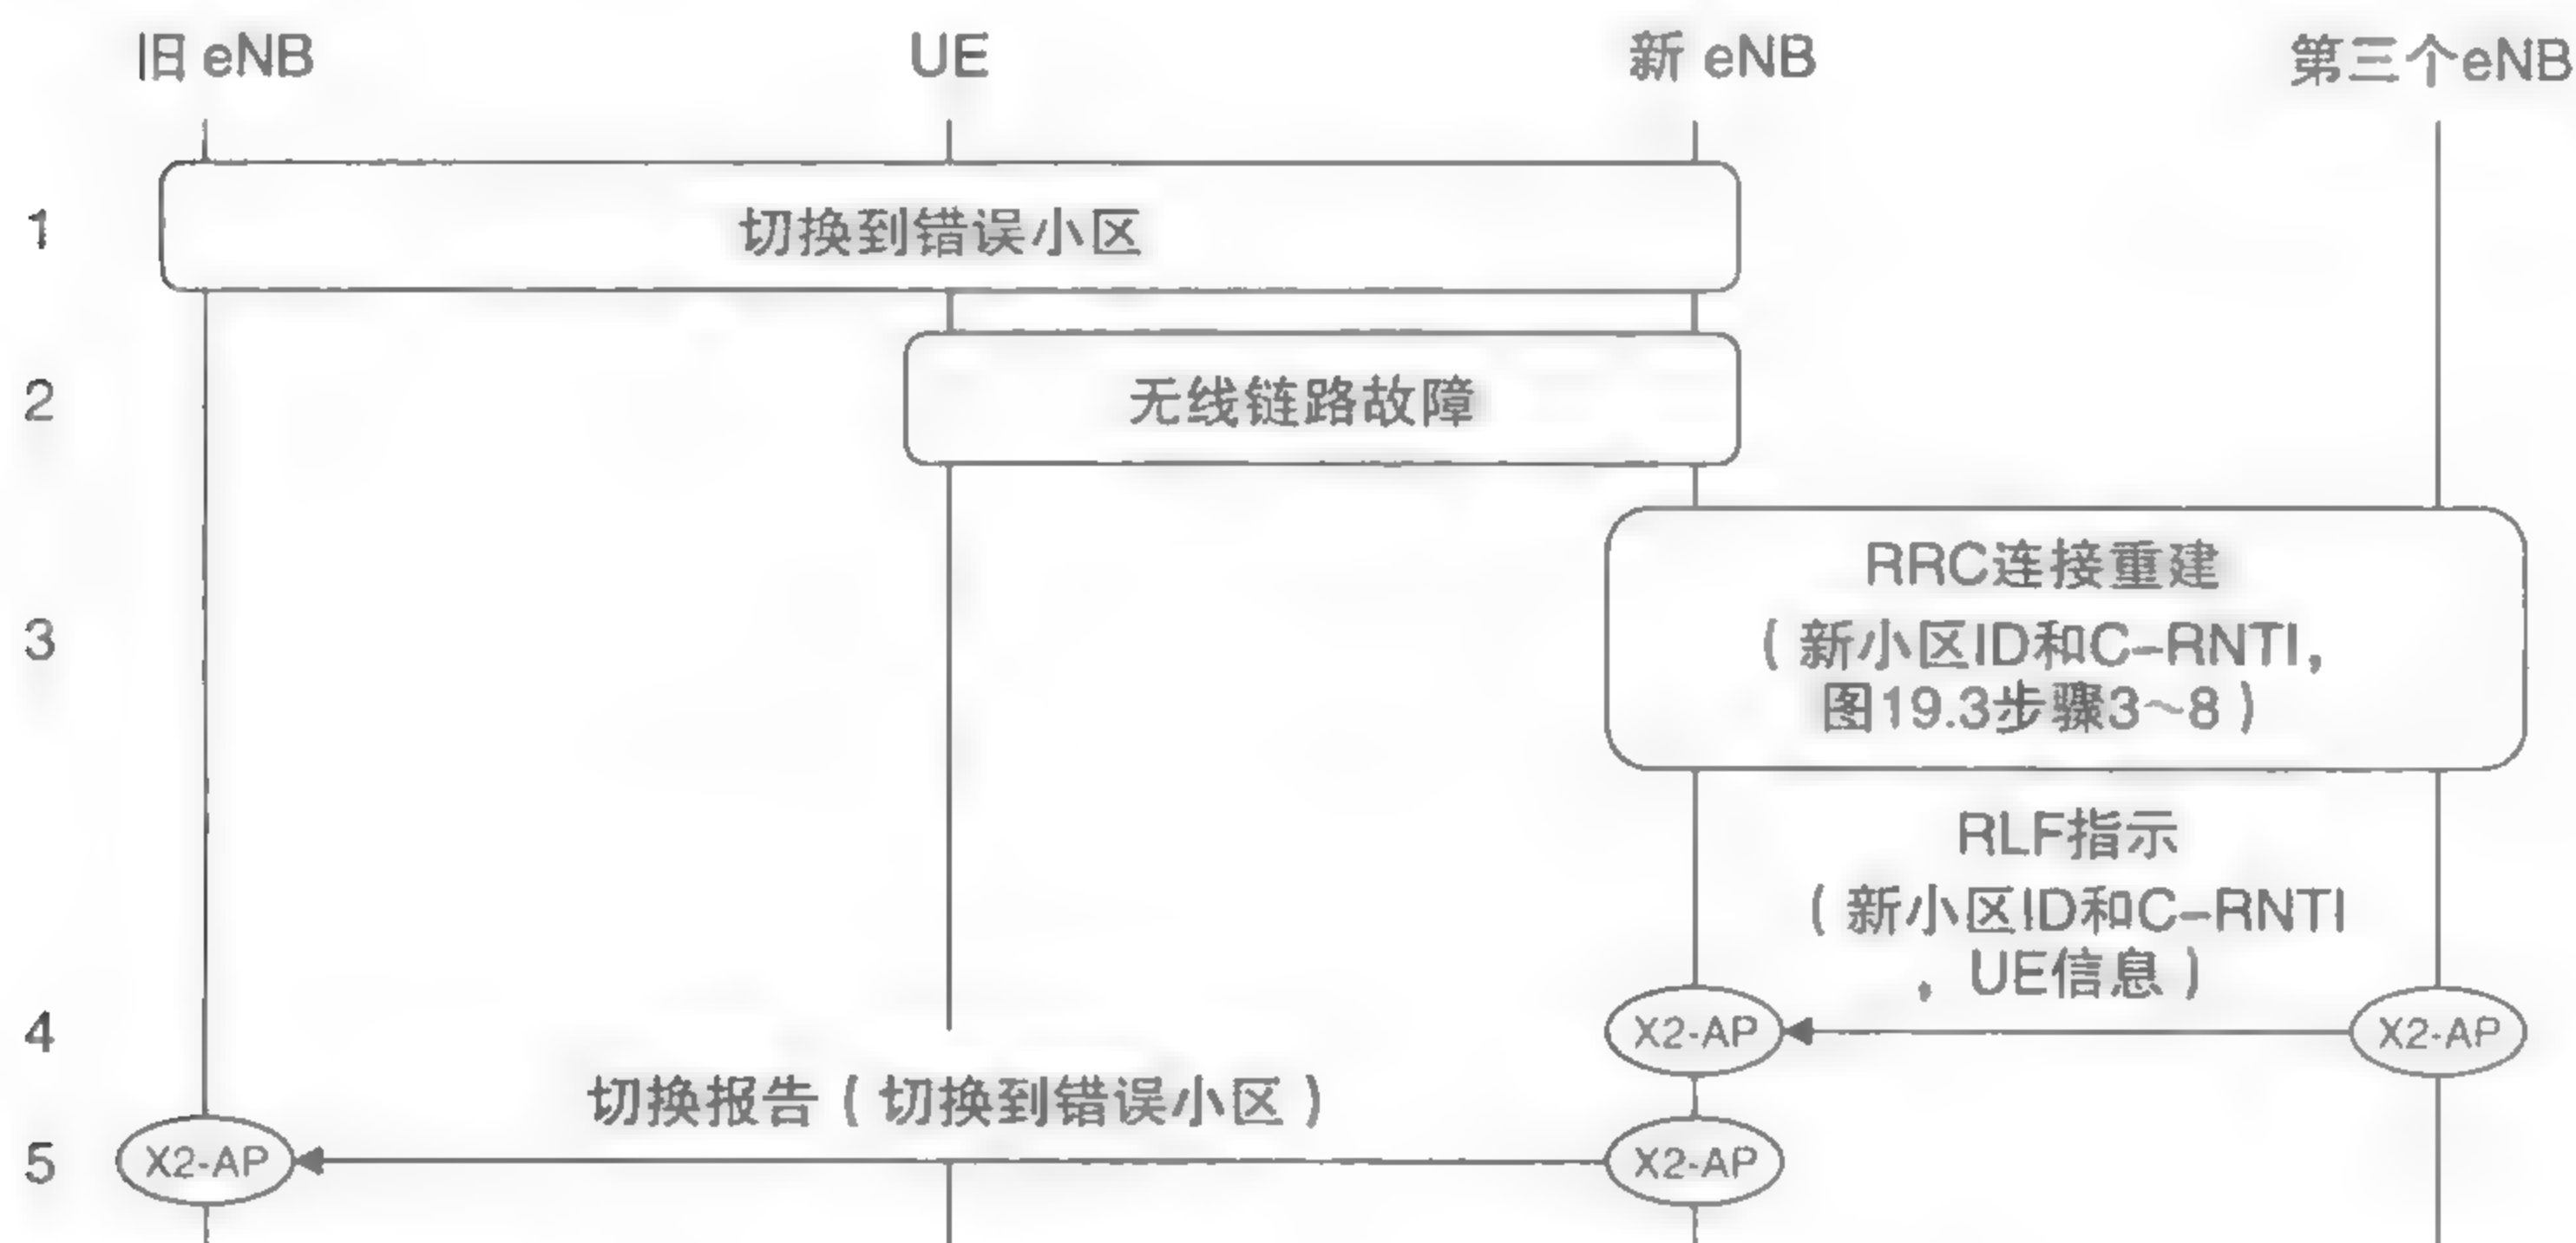 旧 eNB
UE
新 eNB
第三个eNB
1
切换到错误小区
2
无线链路故障
3
RRC连接重建
(新小区ID和C-RNTI,
图19.3步骤3~8)
RLF指示
(新小区ID和C-RNTI
, UE信息)
4
X2-AP
X2-AP
切换报告(切换到错误小区)
5
X2-AP
X2-AP